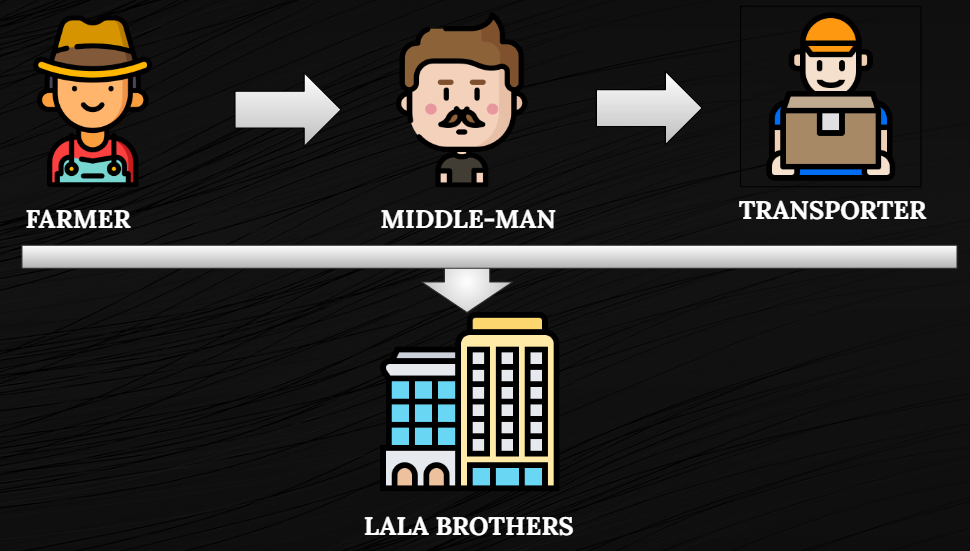 FARMER
MIDDLE-MAN
TRANSPORTER
LALA BROTHERS